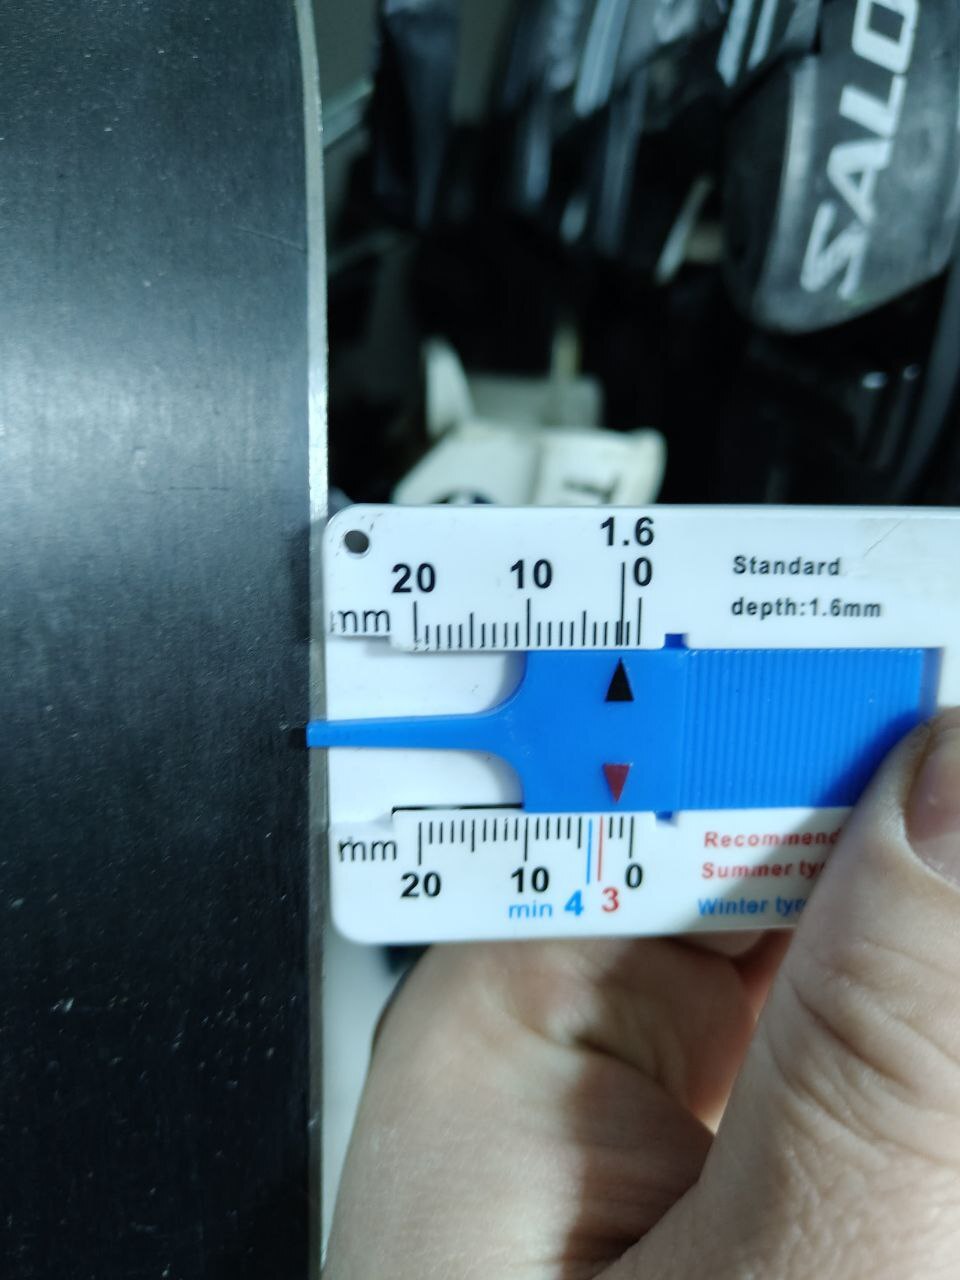 SALO
1.6
20 10 0
mm
Standard
depth:1.6mm
mm
20 10 0
min 4 3
Recommend
Summer ty
Winter tyre